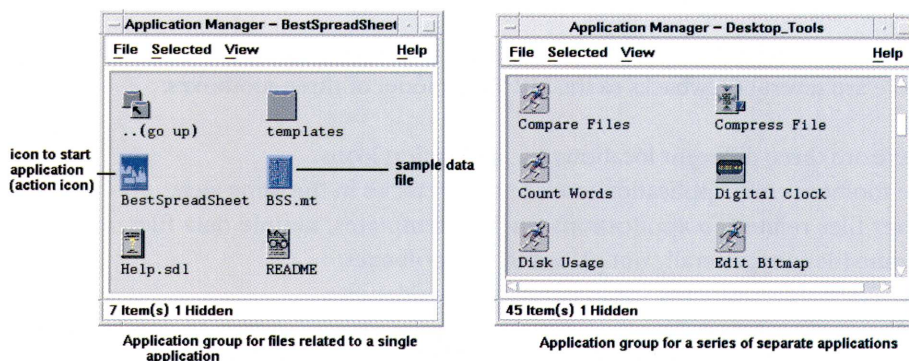 Application Manager – BestSpreadSheet
File Selected View Help
..(go up) templates
icon to start
application
(action icon)
sample data
file
BestSpreadSheet BSS.mt
Help.sdl README
7 Item(s) 1 Hidden
Application group for files related to a single
application
Application Manager – Desktop_Tools
File Selected View Help
Compare Files Compress File
Count Words Digital Clock
Disk Usage Edit Bitmap
45 Item(s) 1 Hidden
Application group for a series of separate applications